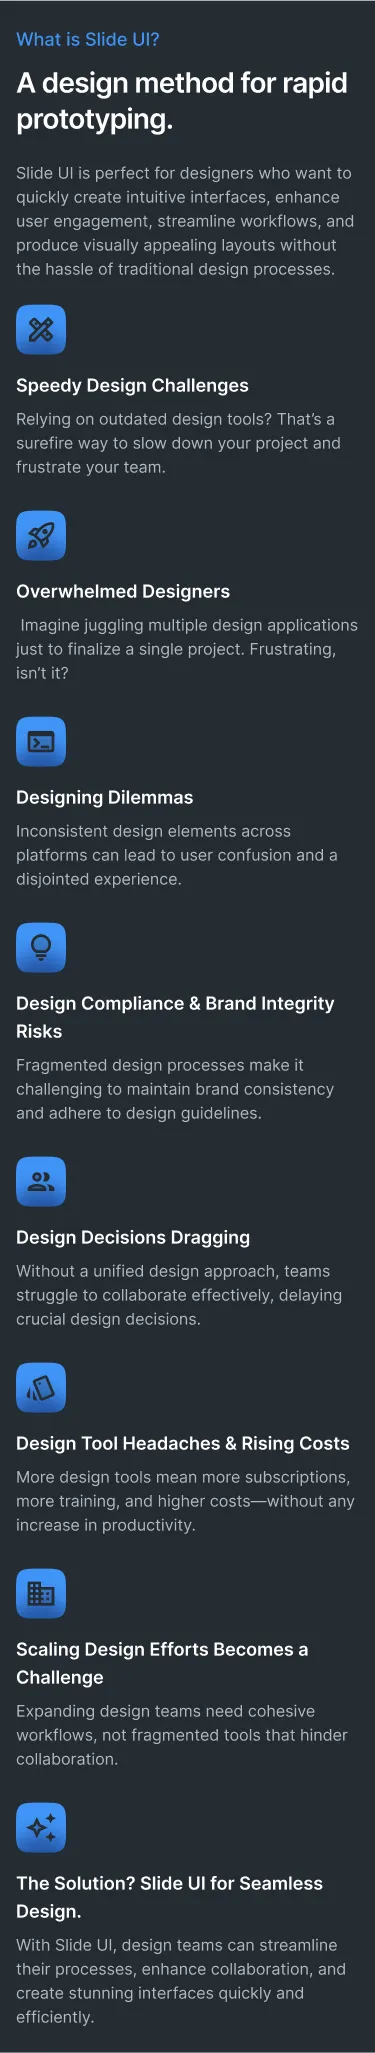 What is Slide UI?
A design method for rapid
prototyping.
Slide UI is perfect for designers who want to
quickly create intuitive interfaces, enhance
user engagement, streamline workflows, and
produce visually appealing layouts without
the hassle of traditional design processes.
Speedy Design Challenges
Relying on outdated design tools? That’s a
surefire way to slow down your project and
frustrate your team.
Overwhelmed Designers
Imagine juggling multiple design applications
just to finalize a single project. Frustrating,
isn’t it?
Designing Dilemmas
Inconsistent design elements across
platforms can lead to user confusion and a
disjointed experience.
Design Compliance & Brand Integrity
Risks
Fragmented design processes make it
challenging to maintain brand consistency
and adhere to design guidelines.
Design Decisions Dragging
Without a unified design approach, teams
struggle to collaborate effectively, delaying
crucial design decisions.
Design Tool Headaches & Rising Costs
More design tools mean more subscriptions,
more training, and higher costs—without any
increase in productivity.
Scaling Design Efforts Becomes a
Challenge
Expanding design teams need cohesive
workflows, not fragmented tools that hinder
collaboration.
The Solution? Slide UI for Seamless
Design.
With Slide UI, design teams can streamline
their processes, enhance collaboration, and
create stunning interfaces quickly and
efficiently.